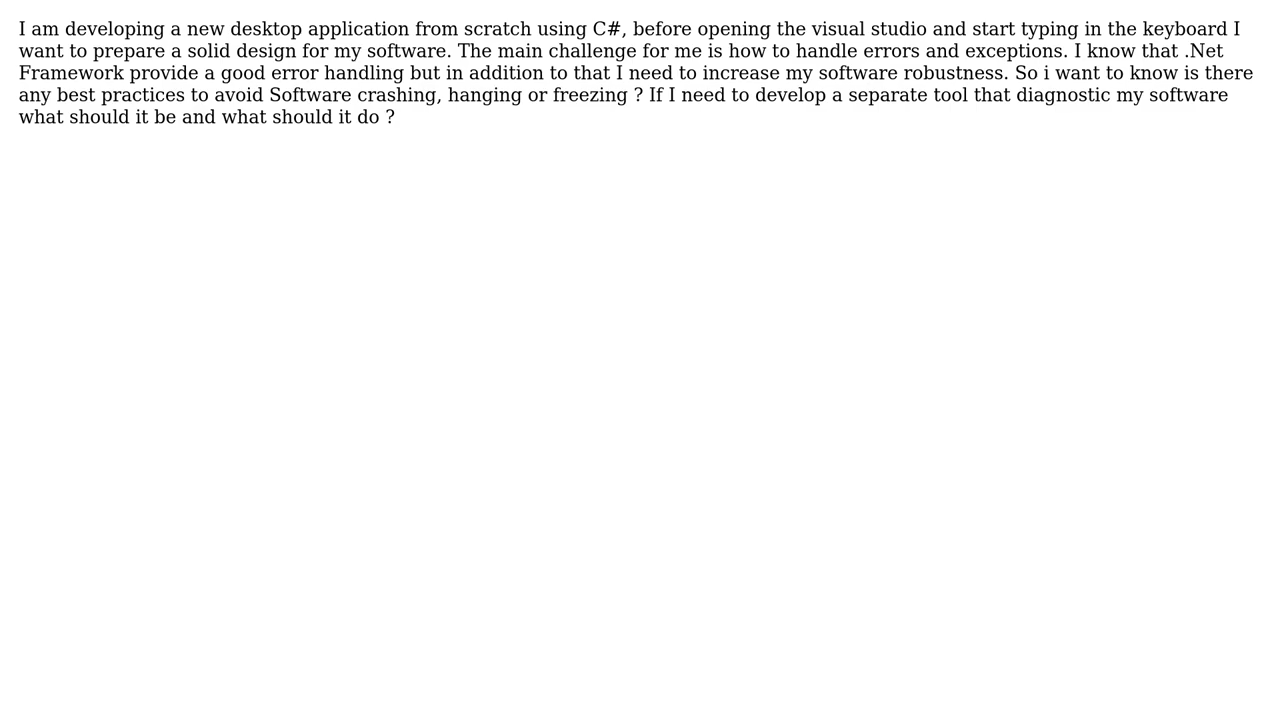 I am developing a new desktop application from scratch using C#, before opening the visual studio and start typing in the keyboard I
want to prepare a solid design for my software. The main challenge for me is how to handle errors and exceptions. I know that .Net
Framework provide a good error handling but in addition to that I need to increase my software robustness. So i want to know is there
any best practices to avoid Software crashing, hanging or freezing ? If I need to develop a separate tool that diagnostic my software
what should it be and what should it do ?